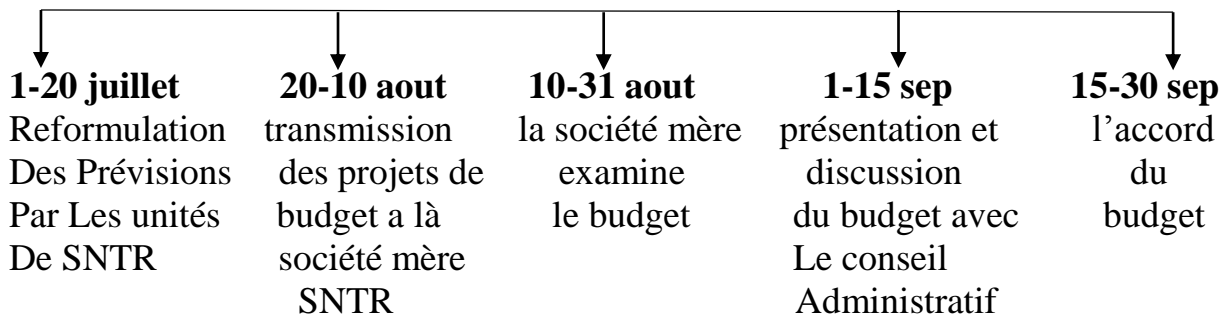 1-20 juillet
Reformulation
Des Prévisions
Par Les unités
De SNTR
20-10 aout
transmission
des projets de
budget a là
société mère
SNTR
10-31 aout
la société mère
examine
le budget
1-15 sep
présentation et
discussion
du budget avec
Le conseil
Administratif
15-30 sep
l’accord
du
budget